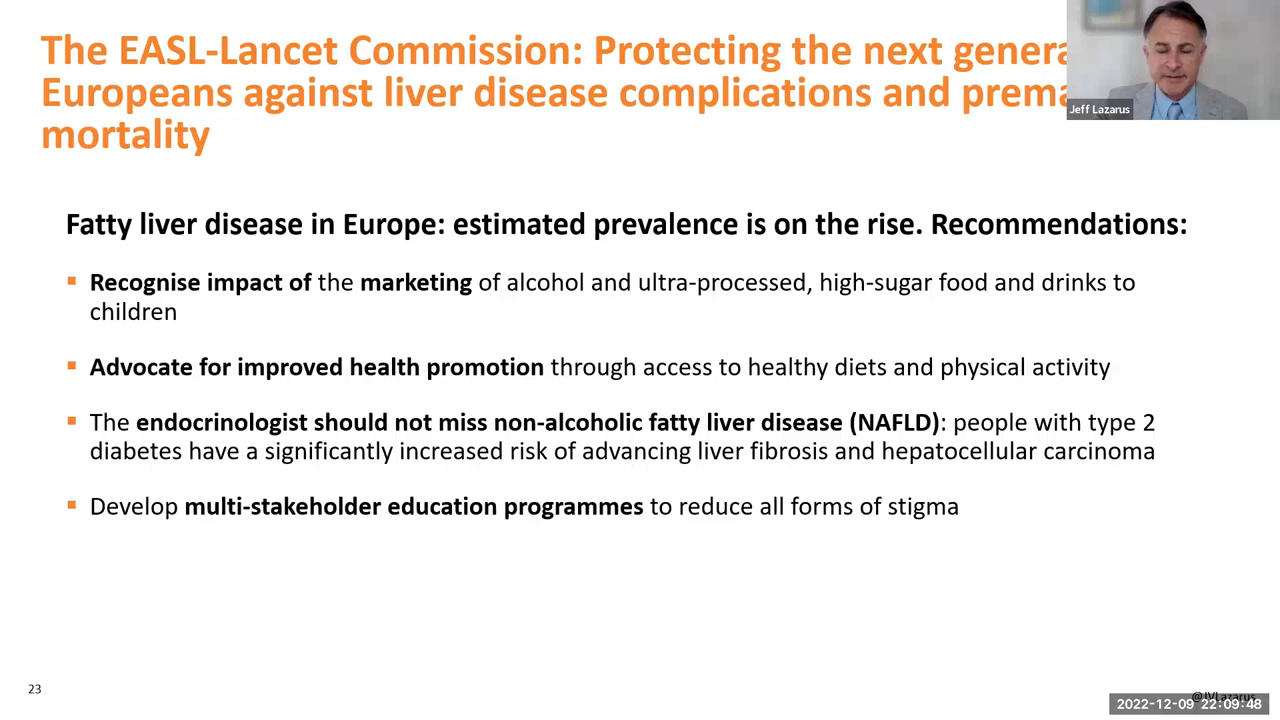 The EASL-Lancet Commission: Protecting the next genera
Europeans against liver disease complications and prema
mortality
Jeff Lazarus
Fatty liver disease in Europe: estimated prevalence is on the rise. Recommendations:
▪ Recognise impact of the marketing of alcohol and ultra-processed, high-sugar food and drinks to
children
▪ Advocate for improved health promotion through access to healthy diets and physical activity
▪ The endocrinologist should not miss non-alcoholic fatty liver disease (NAFLD): people with type 2
diabetes have a significantly increased risk of advancing liver fibrosis and hepatocellular carcinoma
▪ Develop multi-stakeholder education programmes to reduce all forms of stigma
23
@JVLazarus
2022-12-09 22:09:48